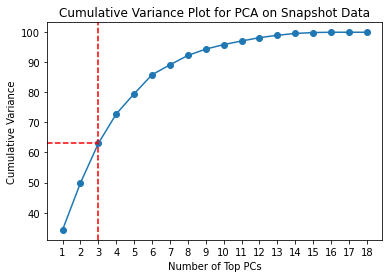 Cumulative Variance Plot for PCA on Snapshot Data
Cumulative Variance
100
90
80
70
60
50
40
1 2 3 4 5 6 7 8 9 10 11 12 13 14 15 16 17 18
Number of Top PCs